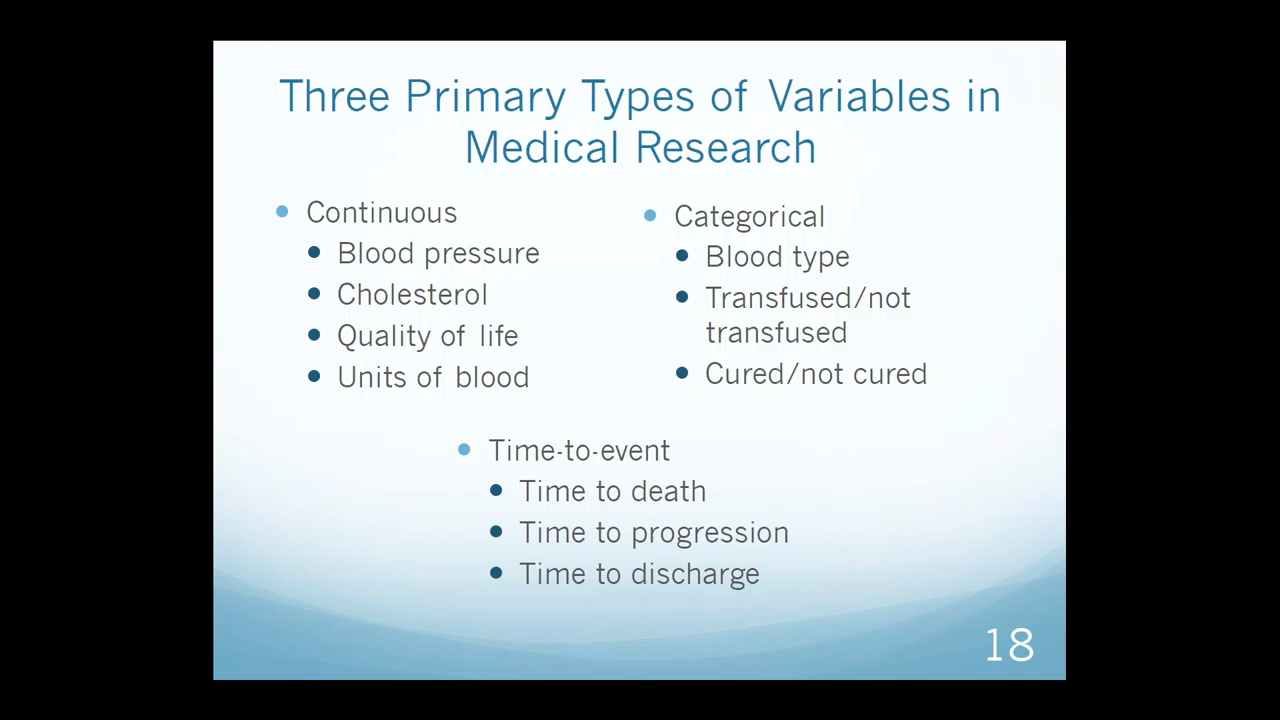 Three Primary Types of Variables in
Medical Research
Continuous
Blood pressure
Cholesterol
Quality of life
Units of blood
Categorical
Blood type
Transfused/not
transfused
Cured/not cured
Time-to-event
Time to death
Time to progression
Time to discharge
18